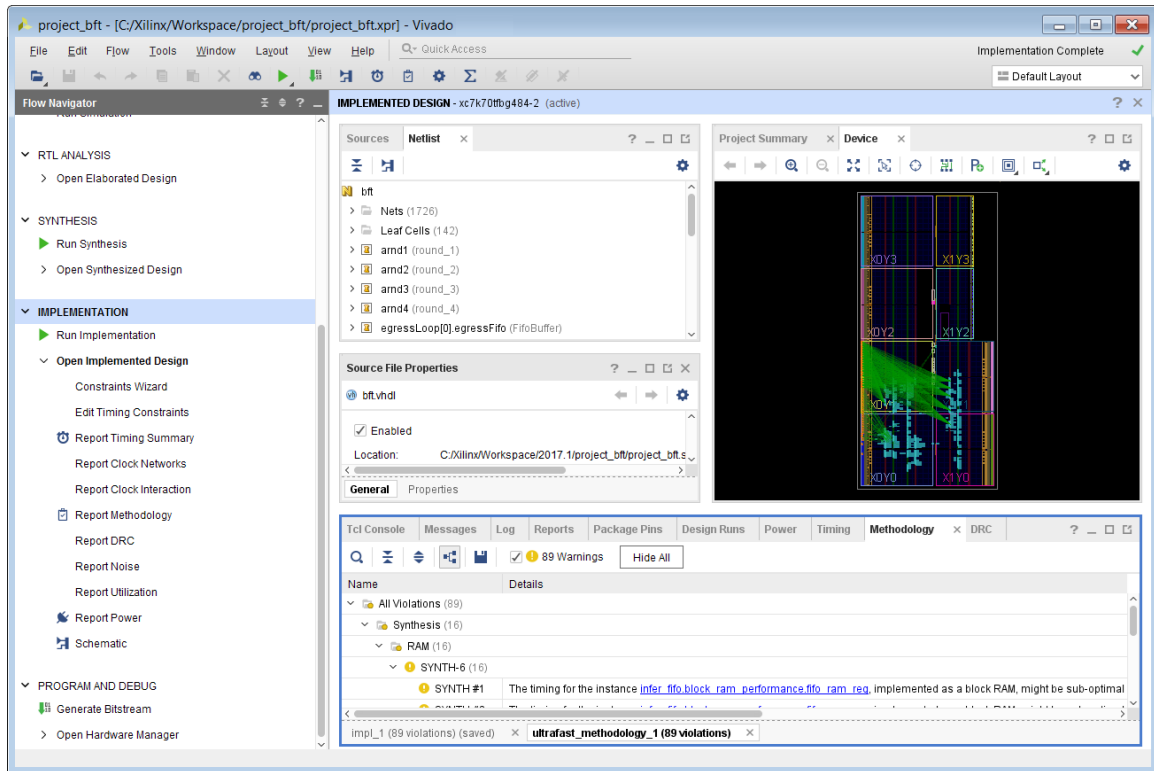 project_bft - [C:/Xilinx/Workspace/project_bft/project_bft.xpr] - Vivado
File Edit Flow Tools Window Layout View Help Quick Access
Implementation Complete
Default Layout
Flow Navigator
IMPLEMENTED DESIGN - xc7k70tfbg484-2 (active)
Run Simulation
RTL ANALYSIS
Open Elaborated Design
SYNTHESIS
Run Synthesis
Open Synthesized Design
IMPLEMENTATION
Run Implementation
Open Implemented Design
Constraints Wizard
Edit Timing Constraints
Report Timing Summary
Report Clock Networks
Report Clock Interaction
Report Methodology
Report DRC
Report Noise
Report Utilization
Report Power
Schematic
PROGRAM AND DEBUG
Generate Bitstream
Open Hardware Manager
Sources Netlist
bft
Nets (1726)
Leaf Cells (142)
arnd1 (round_1)
arnd2 (round_2)
arnd3 (round_3)
arnd4 (round_4)
egressLoop[0].egressFifo (FifoBuffer)
Source File Properties
bft.vhdl
Enabled
Location: C:/Xilinx/Workspace/2017.1/project_bft/project_bft.s
General Properties
Project Summary Device
X0Y3 X1Y3
X0Y2 X1Y2
X0Y0 X1Y0
Tcl Console Messages Log Reports Package Pins Design Runs Power Timing Methodology DRC
89 Warnings Hide All
Name Details
All Violations (89)
Synthesis (16)
RAM (16)
SYNTH-6 (16)
SYNTH #1 The timing for the instance infer_fifo.block_ram_performance.fifo_ram_reg, implemented as a block RAM, might be sub-optimal
impl_1 (89 violations) (saved) ultrafast_methodology_1 (89 violations)